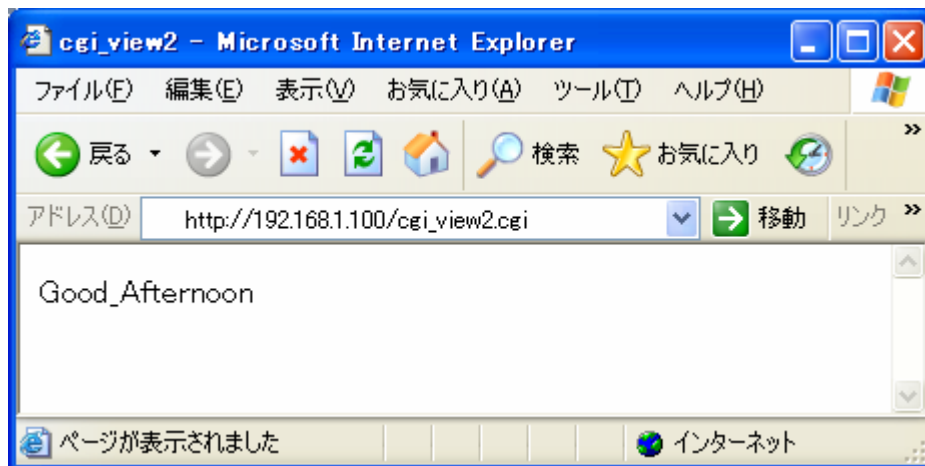 cgi_view2 - Microsoft Internet Explorer
ファイル(F) 編集(E) 表示(V) お気に入り(A) ツール(T) ヘルプ(H)
戻る 検索 お気に入り »
アドレス(D) http://192.168.1.100/cgi_view2.cgi 移動 リンク »
Good_Afternoon
ページが表示されました インターネット